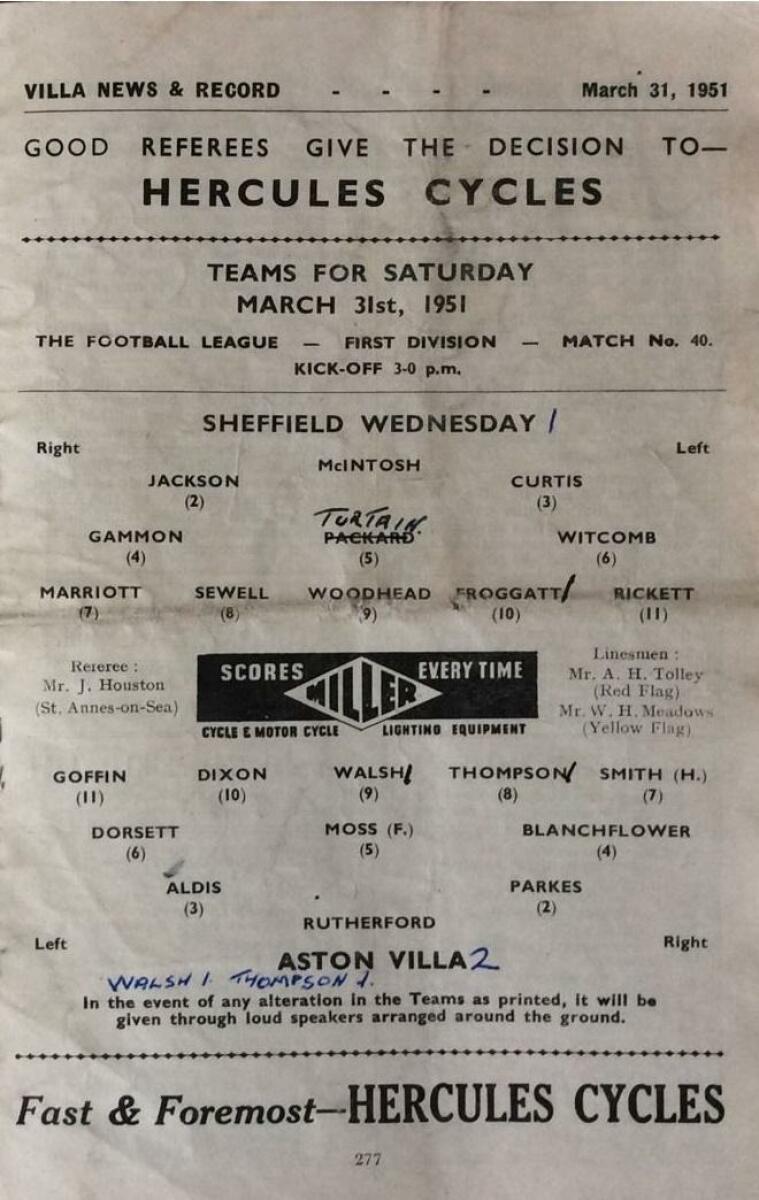 VILLA NEWS & RECORD - - - - March 31, 1951
GOOD REFEREES GIVE THE DECISION TO—
HERCULES CYCLES
TEAMS FOR SATURDAY
MARCH 31st, 1951
THE FOOTBALL LEAGUE — FIRST DIVISION — MATCH No. 40.
KICK-OFF 3-0 p.m.
SHEFFIELD WEDNESDAY 1
Right Left
McINTOSH
JACKSON CURTIS
(2) (3)
TURTAIN
GAMMON PACKARD WITCOMB
(4) (5) (6)
MARRIOTT SEWELL WOODHEAD FROGGATT/ RICKETT
(7) (8) (9) (10) (11)
Referee :
Mr. J. Houston
(St. Annes-on-Sea)
SCORES MILLER EVERY TIME
CYCLE & MOTOR CYCLE LIGHTING EQUIPMENT
Linesmen :
Mr. A. H. Tolley
(Red Flag)
Mr. W. H. Meadows
(Yellow Flag)
GOFFIN DIXON WALSH/ THOMPSON/ SMITH (H.)
(11) (10) (9) (8) (7)
DORSETT MOSS (F.) BLANCHFLOWER
(6) (5) (4)
ALDIS PARKES
(3) (2)
RUTHERFORD
Left Right
ASTON VILLA 2
WALSH 1. THOMPSON 1.
In the event of any alteration in the Teams as printed, it will be
given through loud speakers arranged around the ground.
Fast & Foremost—HERCULES CYCLES
277